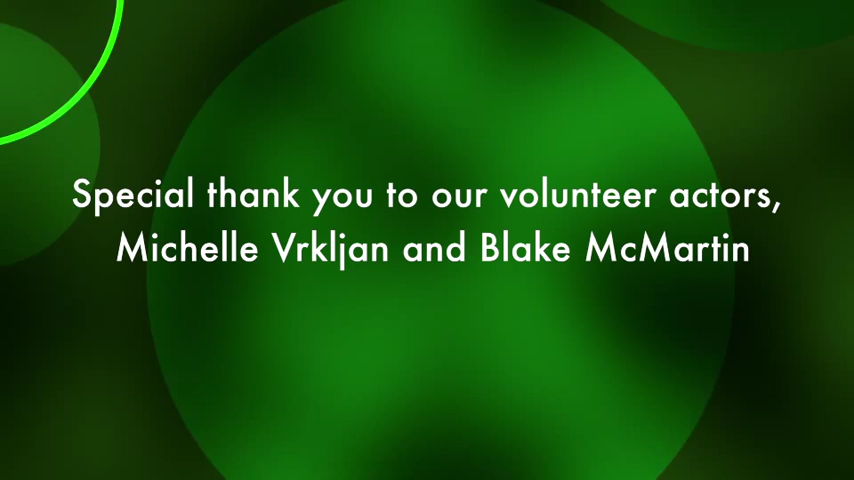 Special thank you to our volunteer actors,
Michelle Vrkljan and Blake McMartin